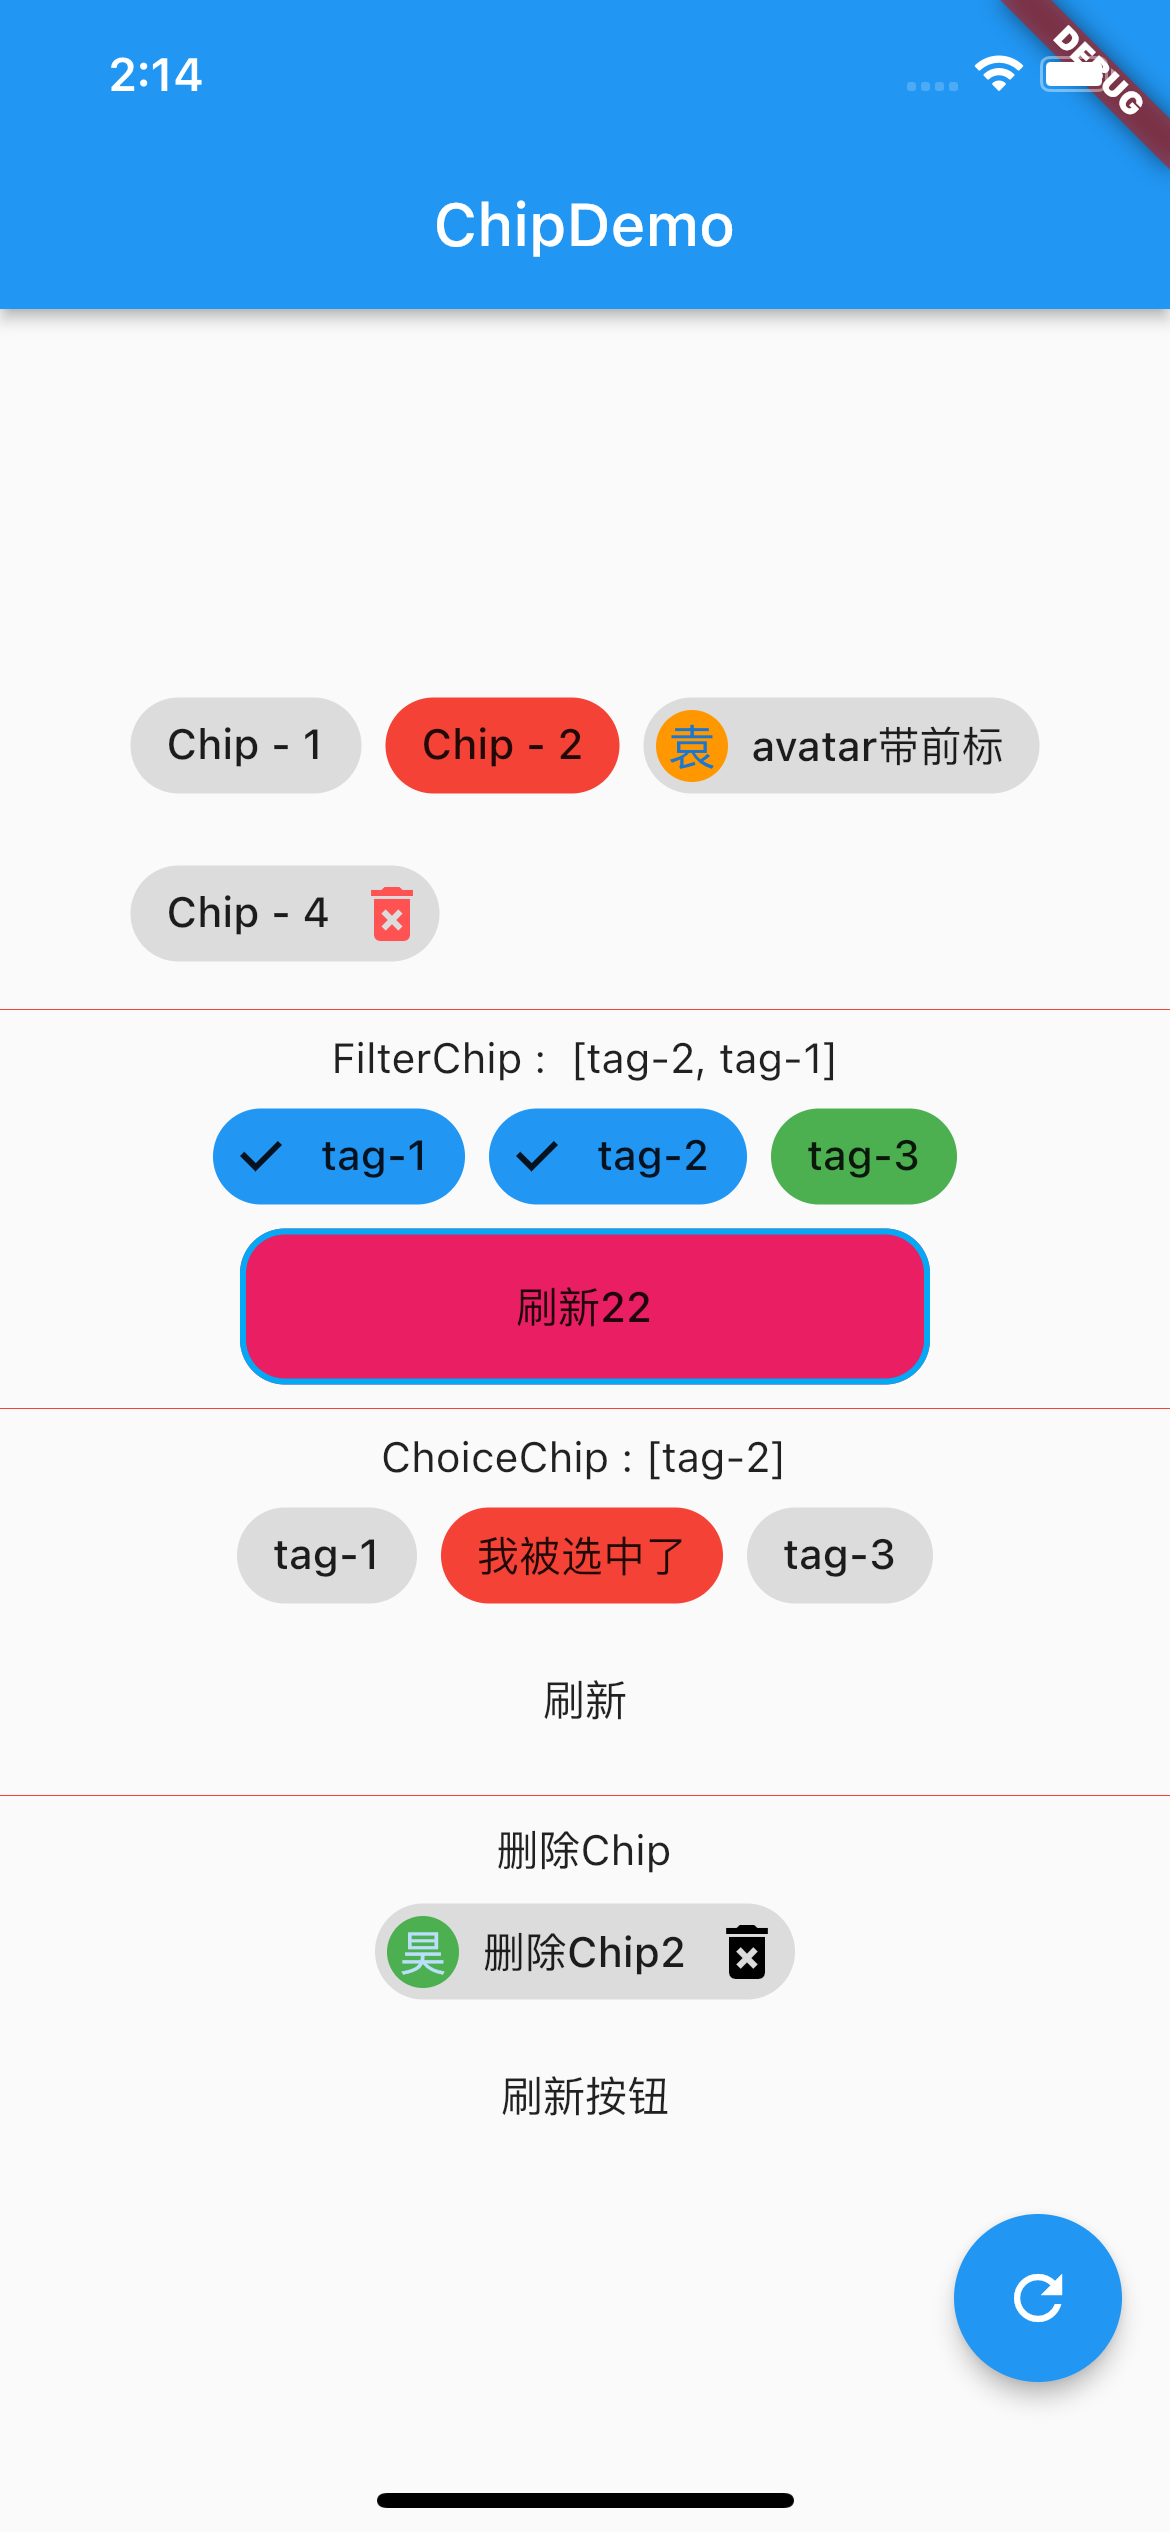 2:14
DEBUG
ChipDemo
Chip - 1 Chip - 2 袁 avatar带前标
Chip - 4
FilterChip : [tag-2, tag-1]
tag-1 tag-2 tag-3
刷新22
ChoiceChip : [tag-2]
tag-1 我被选中了 tag-3
刷新
删除Chip
昊 删除Chip2
刷新按钮